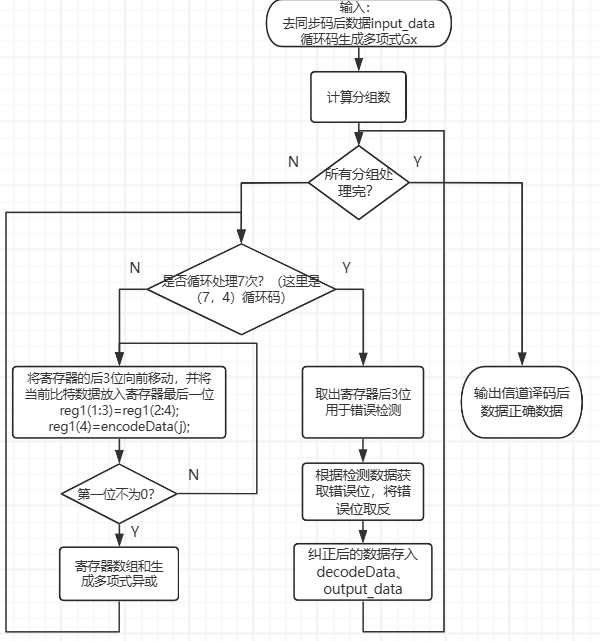 输入：
去同步码后数据input_data
循环码生成多项式Gx
计算分组数
所有分组处
理完?
N
Y
是否循环处理7次? （这里是
（7，4）循环码）
N
Y
将寄存器的后3位向前移动，并将
当前比特数据放入寄存器最后一位
reg1(1:3)=reg1(2:4);
reg1(4)=encodeData(j);
取出寄存器后3位
用于错误检测
输出信道译码后
数据正确数据
第一位不为0?
N
Y
根据检测数据获
取错误位，将错
误位取反
寄存器数组和生
成多项式异或
纠正后的数据存入
decodeData、
output_data